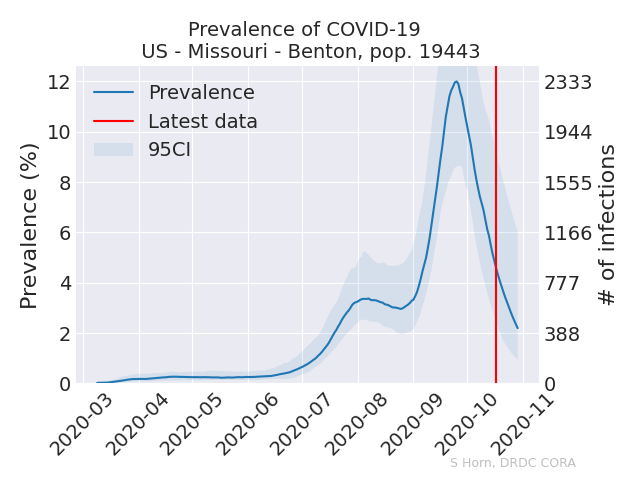 Prevalence of COVID-19
US - Missouri - Benton, pop. 19443
Prevalence
Latest data
95CI
Prevalence (%)
12
10
8
6
4
2
0
# of infections
2333
1944
1555
1166
777
388
0
2020-03
2020-04
2020-05
2020-06
2020-07
2020-08
2020-09
2020-10
2020-11
S Horn, DRDC CORA